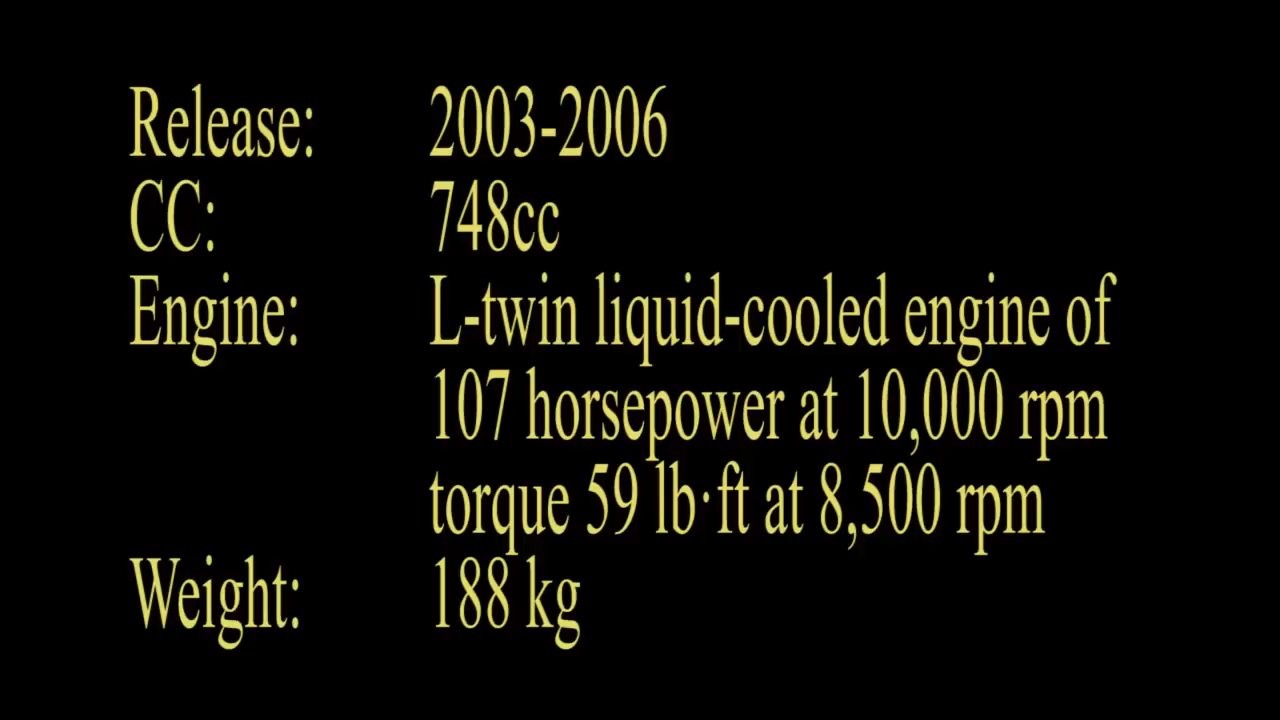 Release: 2003-2006
CC: 748cc
Engine: L-twin liquid-cooled engine of
107 horsepower at 10,000 rpm
torque 59 lb·ft at 8,500 rpm
Weight: 188 kg